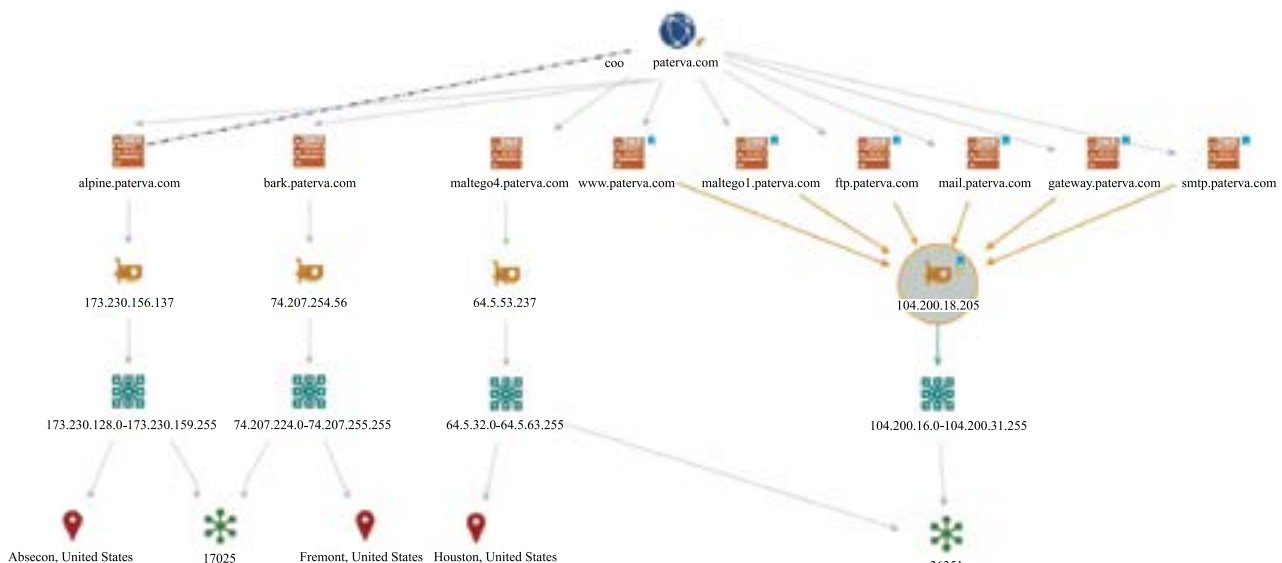 coo
paterva.com
alpine.paterva.com
bark.paterva.com
maltego4.paterva.com
www.paterva.com
maltego1.paterva.com
ftp.paterva.com
mail.paterva.com
gateway.paterva.com
smtp.paterva.com
173.230.156.137
74.207.254.56
64.5.53.237
104.200.18.205
173.230.128.0-173.230.159.255
74.207.224.0-74.207.255.255
64.5.32.0-64.5.63.255
104.200.16.0-104.200.31.255
Absecon, United States
17025
Fremont, United States
Houston, United States